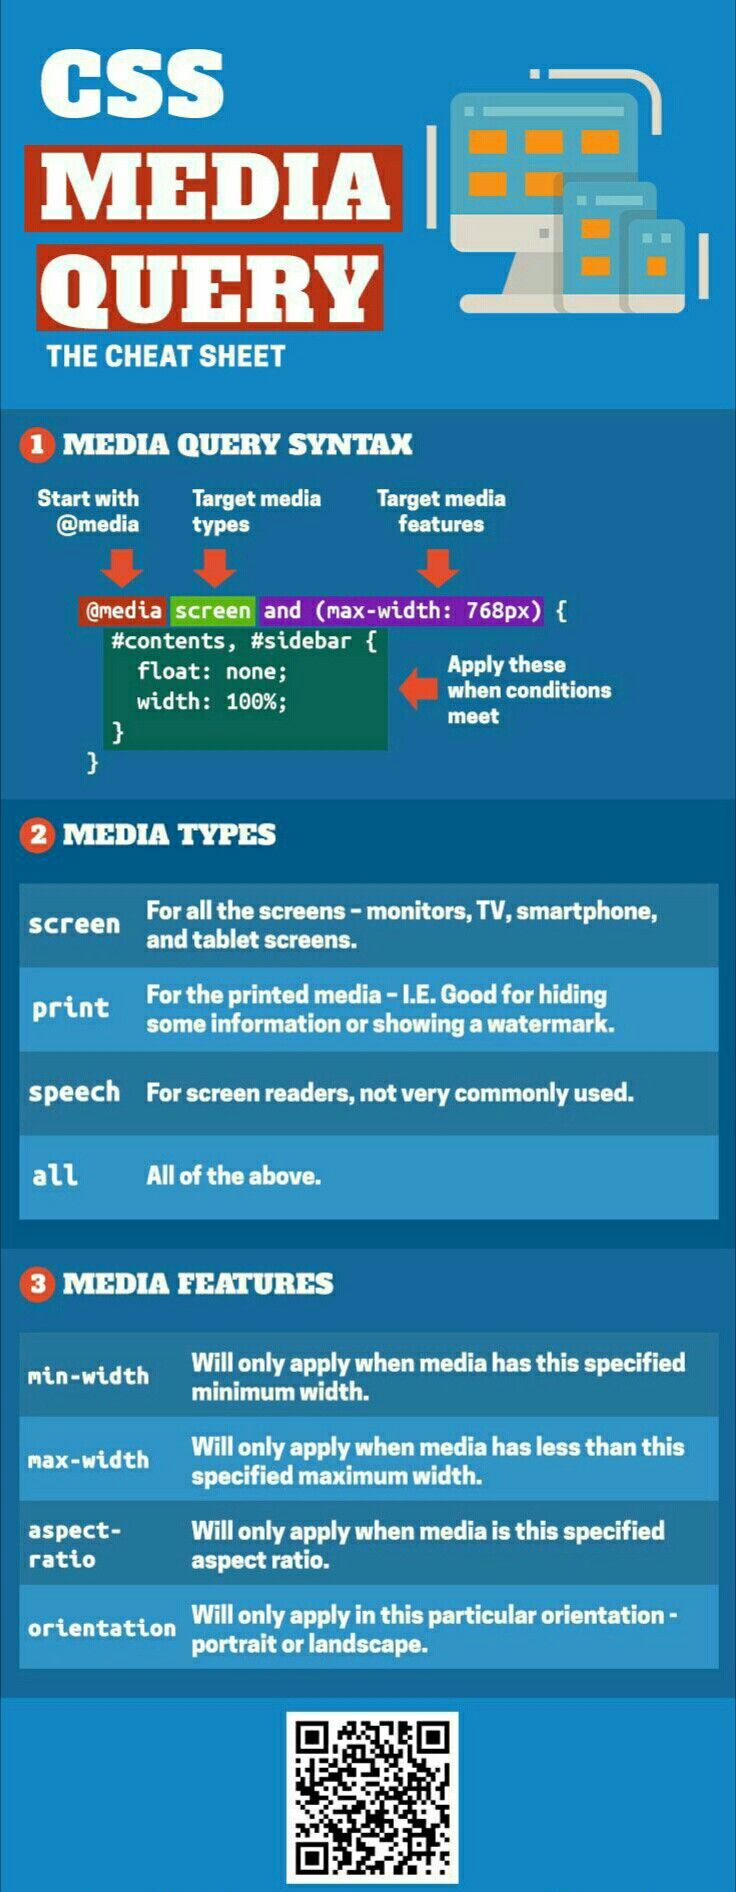 CSS
MEDIA
QUERY
THE CHEAT SHEET
1 MEDIA QUERY SYNTAX
Start with
@media
Target media
types
Target media
features
@media screen and (max-width: 768px) {
#contents, #sidebar {
float: none;
width: 100%;
}
}
Apply these
when conditions
meet
2 MEDIA TYPES
screen
For all the screens – monitors, TV, smartphone,
and tablet screens.
print
For the printed media – I.E. Good for hiding
some information or showing a watermark.
speech
For screen readers, not very commonly used.
all
All of the above.
3 MEDIA FEATURES
min-width
Will only apply when media has this specified
minimum width.
max-width
Will only apply when media has less than this
specified maximum width.
aspect-
ratio
Will only apply when media is this specified
aspect ratio.
orientation
Will only apply in this particular orientation -
portrait or landscape.